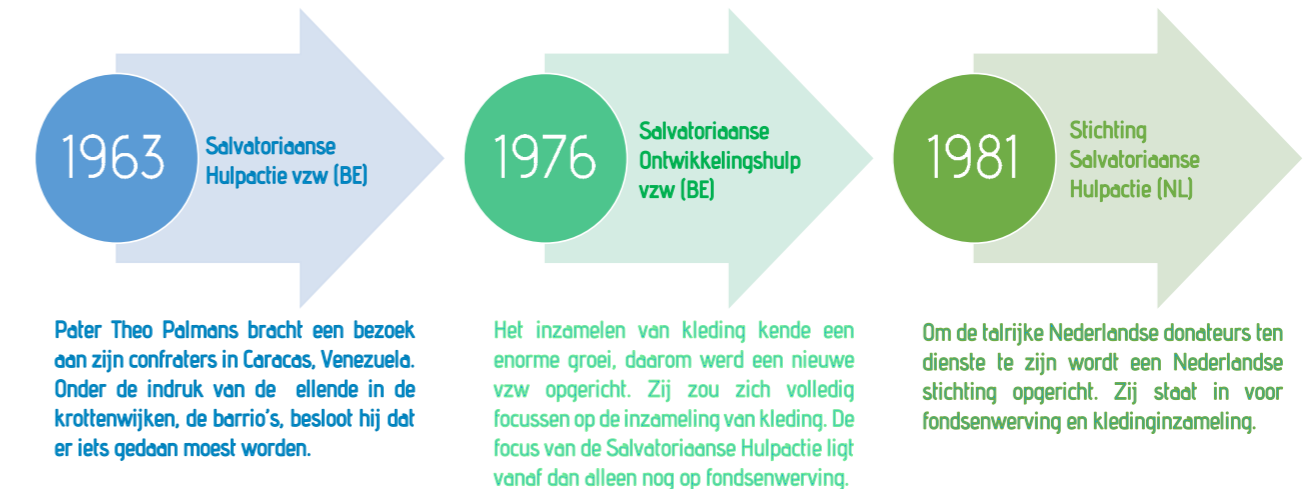 1963
Salvatoriaanse
Hulpactie vzw (BE)
Pater Theo Palmans bracht een bezoek
aan zijn confraters in Caracas, Venezuela.
Onder de indruk van de ellende in de
krottenwijken, de barrio's, besloot hij dat
er iets gedaan moest worden.
1976
Salvatoriaanse
Ontwikkelingshulp
vzw (BE)
Het inzamelen van kleding kende een
enorme groei, daarom werd een nieuwe
vzw opgericht. Zij zou zich volledig
focussen op de inzameling van kleding. De
focus van de Salvatoriaanse Hulpactie ligt
vanaf dan alleen nog op fondsenwerving.
1981
Stichting
Salvatoriaanse
Hulpactie (NL)
Om de talrijke Nederlandse donateurs ten
dienste te zijn wordt een Nederlandse
stichting opgericht. Zij staat in voor
fondsenwerving en kledinginzameling.